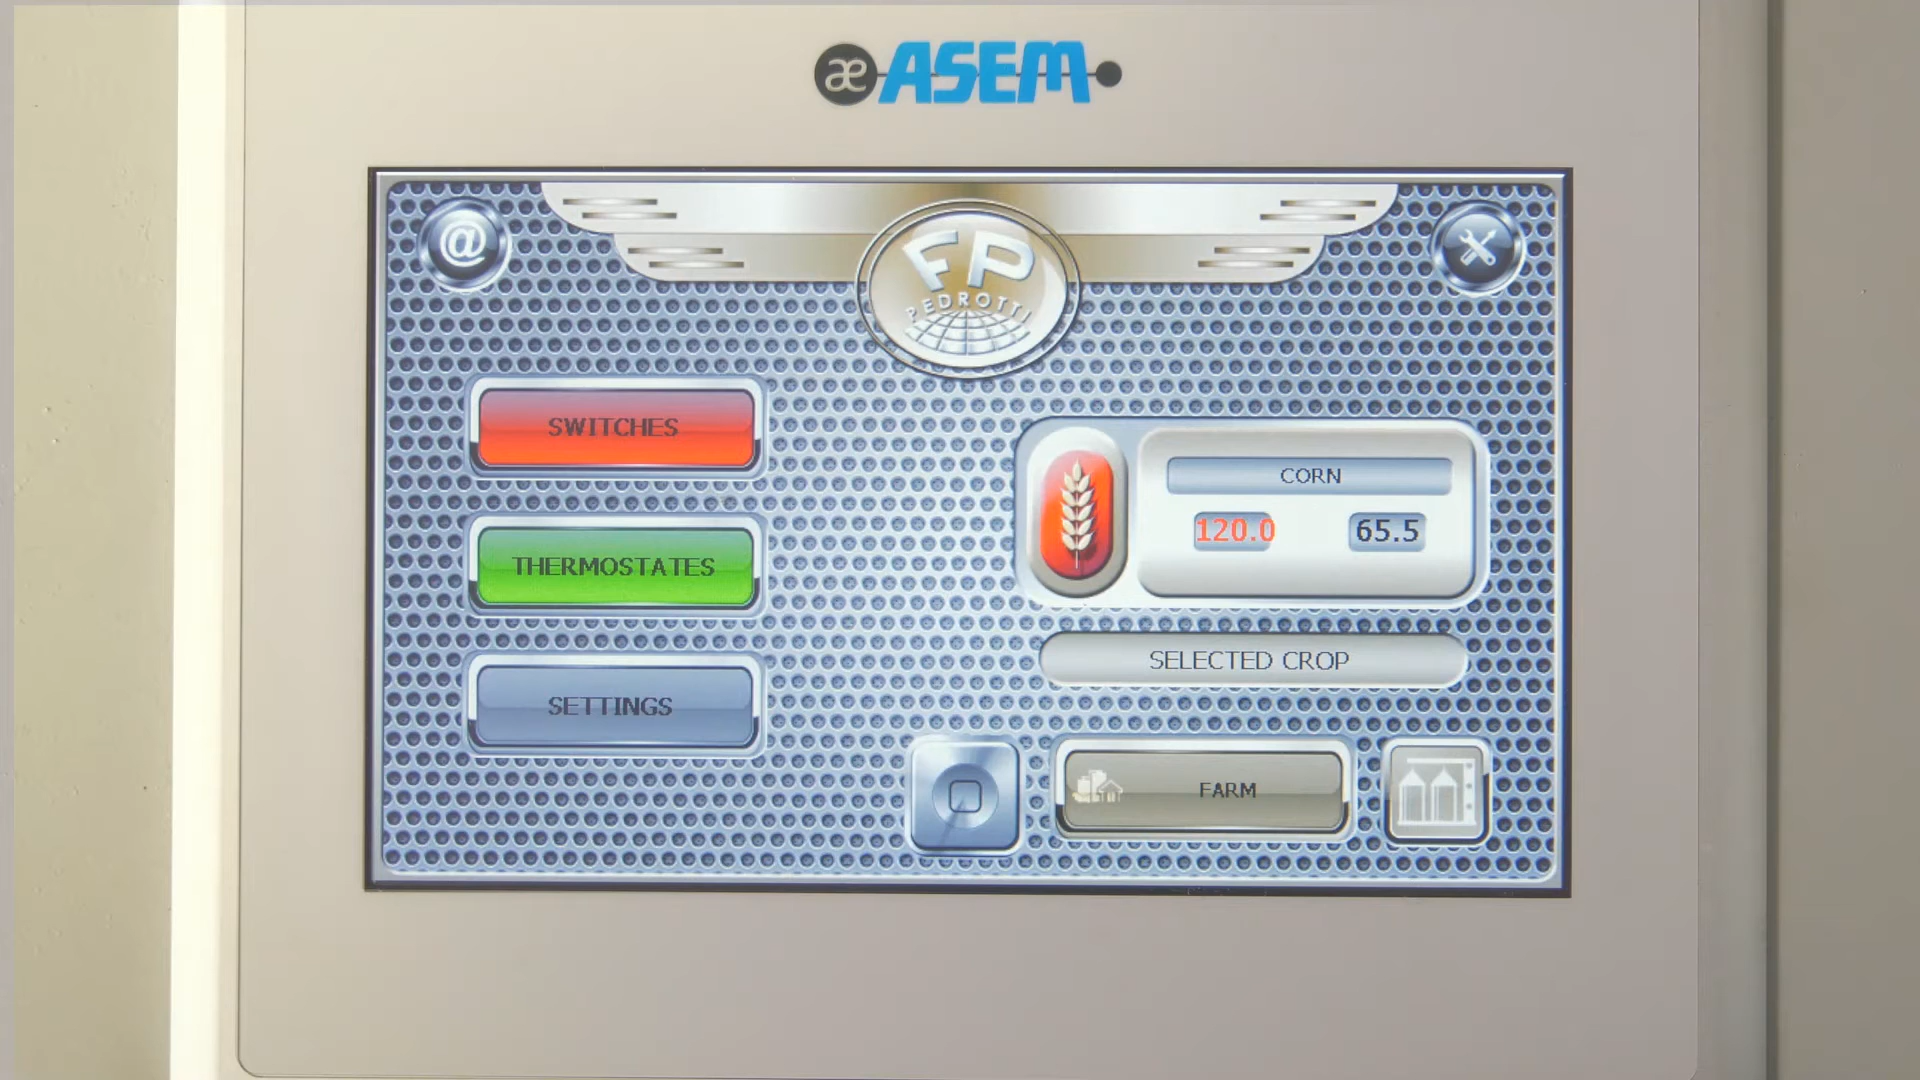 æ ASEM
@
FP
PEDROTTI
SWITCHES
CORN
120.0 65.5
THERMOSTATES
SELECTED CROP
SETTINGS
FARM